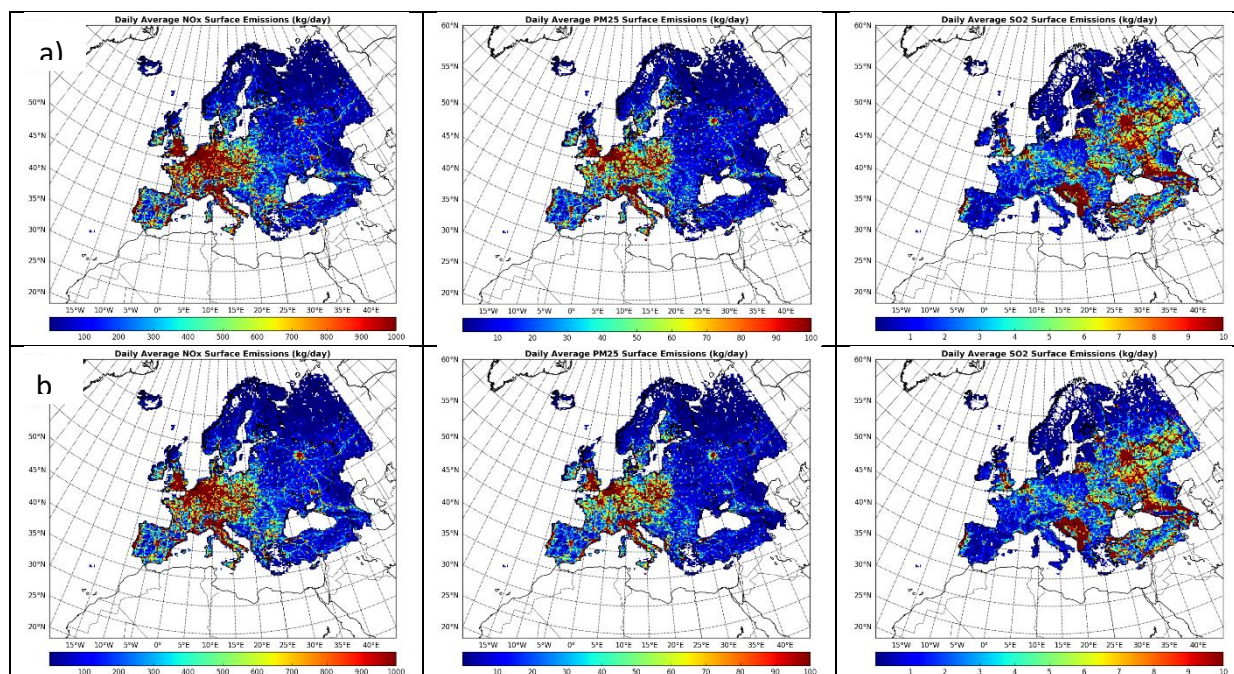 a)
Daily Average NOx Surface Emissions (kg/day)
50°N
45°N
40°N
35°N
30°N
20°N
15°W 10°W 5°W 0° 5°E 10°E 15°E 20°E 25°E 30°E 35°E 40°E
100 200 300 400 500 600 700 800 900 1000
Daily Average PM25 Surface Emissions (kg/day)
60°N
55°N
50°N
45°N
40°N
35°N
30°N
20°N
15°W 10°W 5°W 0° 5°E 10°E 15°E 20°E 25°E 30°E 35°E 40°E
10 20 30 40 50 60 70 80 90 100
Daily Average SO2 Surface Emissions (kg/day)
60°N
55°N
50°N
45°N
40°N
35°N
30°N
20°N
15°W 10°W 5°W 0° 5°E 10°E 15°E 20°E 25°E 30°E 35°E 40°E
1 2 3 4 5 6 7 8 9 10
b
Daily Average NOx Surface Emissions (kg/day)
50°N
45°N
40°N
35°N
30°N
20°N
15°W 10°W 5°W 0° 5°E 10°E 15°E 20°E 25°E 30°E 35°E 40°E
100 200 300 400 500 600 700 800 900 1000
Daily Average PM25 Surface Emissions (kg/day)
60°N
55°N
50°N
45°N
40°N
35°N
30°N
20°N
15°W 10°W 5°W 0° 5°E 10°E 15°E 20°E 25°E 30°E 35°E 40°E
10 20 30 40 50 60 70 80 90 100
Daily Average SO2 Surface Emissions (kg/day)
60°N
55°N
50°N
45°N
40°N
35°N
30°N
20°N
15°W 10°W 5°W 0° 5°E 10°E 15°E 20°E 25°E 30°E 35°E 40°E
1 2 3 4 5 6 7 8 9 10